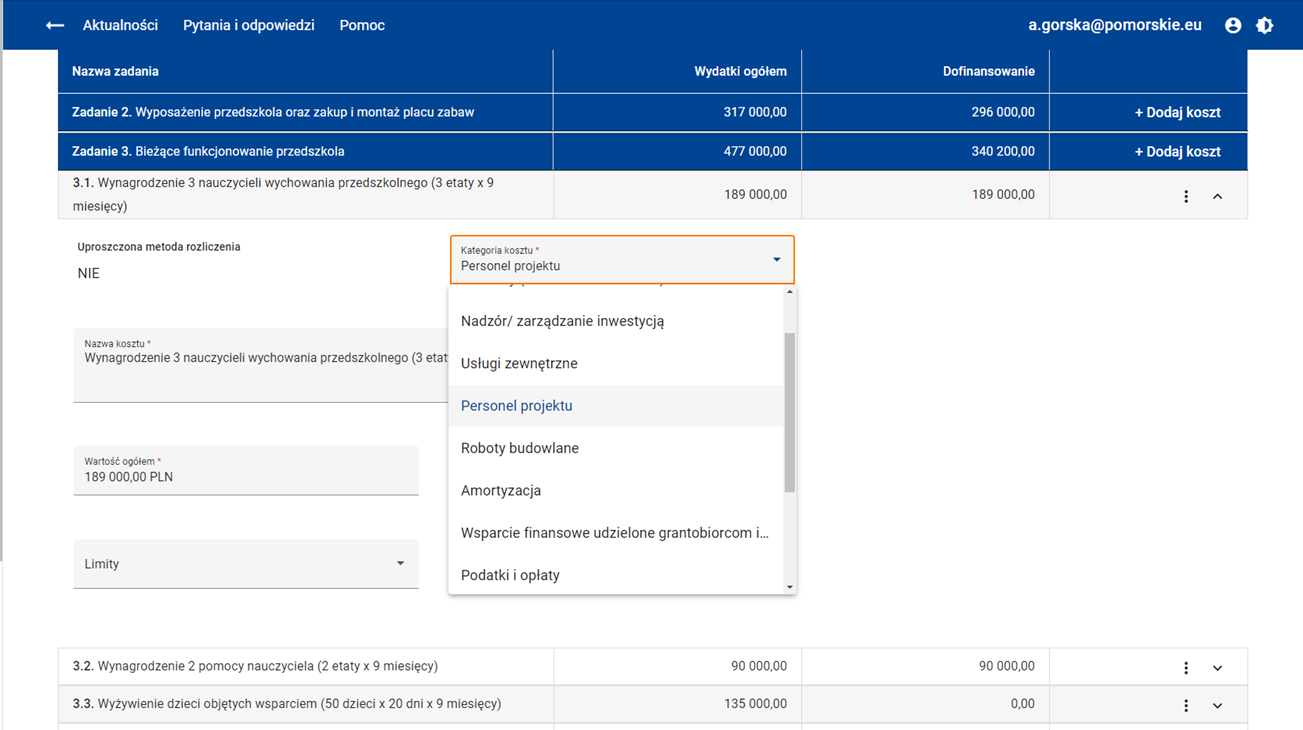 Aktualności Pytania i odpowiedzi Pomoc a.gorska@pomorskie.eu
Nazwa zadania Wydatki ogółem Dofinansowanie
Zadanie 2. Wyposażenie przedszkola oraz zakup i montaż placu zabaw 317 000,00 296 000,00 + Dodaj koszt
Zadanie 3. Bieżące funkcjonowanie przedszkola 477 000,00 340 200,00 + Dodaj koszt
3.1. Wynagrodzenie 3 nauczycieli wychowania przedszkolnego (3 etaty x 9
miesięcy) 189 000,00 189 000,00
Uproszczona metoda rozliczenia
NIE
Kategoria kosztu *
Personel projektu
Nadzór/ zarządzanie inwestycją
Usługi zewnętrzne
Personel projektu
Roboty budowlane
Amortyzacja
Wsparcie finansowe udzielone grantobiorcom i...
Podatki i opłaty
Nazwa kosztu *
Wynagrodzenie 3 nauczycieli wychowania przedszkolnego (3 etat
Wartość ogółem *
189 000,00 PLN
Limity
3.2. Wynagrodzenie 2 pomocy nauczyciela (2 etaty x 9 miesięcy) 90 000,00 90 000,00
3.3. Wyżywienie dzieci objętych wsparciem (50 dzieci x 20 dni x 9 miesięcy) 135 000,00 0,00